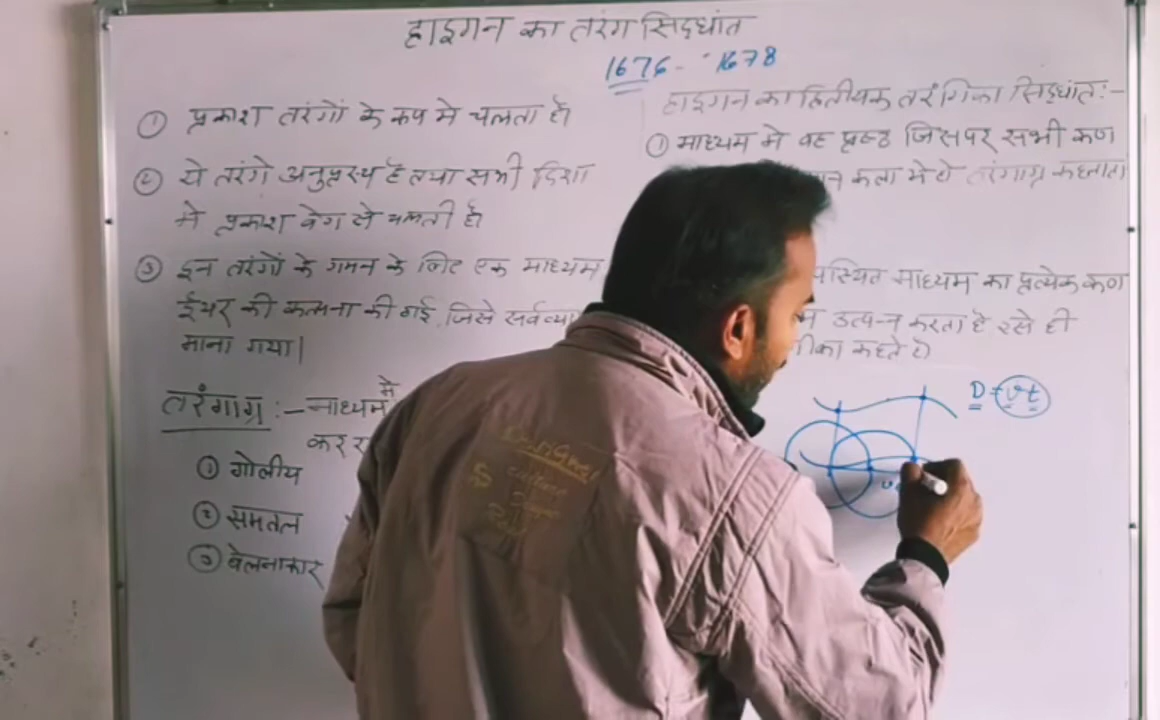 हाइगन का तरंग सिद्धांत
1676 - 1678
① प्रकाश तरंगों के रूप मे चलता है।
② ये तरंगे अनुप्रस्थ है तथा सभी दिशा
मे प्रकाश वेग से चलती है।
③ इन तरंगों के गमन के लिए एक माध्यम
ईथर की कल्पना की गई, जिसे सर्वव्या
माना गया।
तरंगाग्र :- माध्यम मे
कर र
① गोलीय
② समतल
③ बेलनाकार
हाइगन का द्वितीयक तरंगिका सिद्धांत :-
① माध्यम मे वह पृष्ठ जिसपर सभी कण
न कला मे हो तरंगाग्र कहलाता
पस्थित माध्यम का प्रत्येक कण
उत्पन्न करता है इसे ही
िका कहते है
D = vt